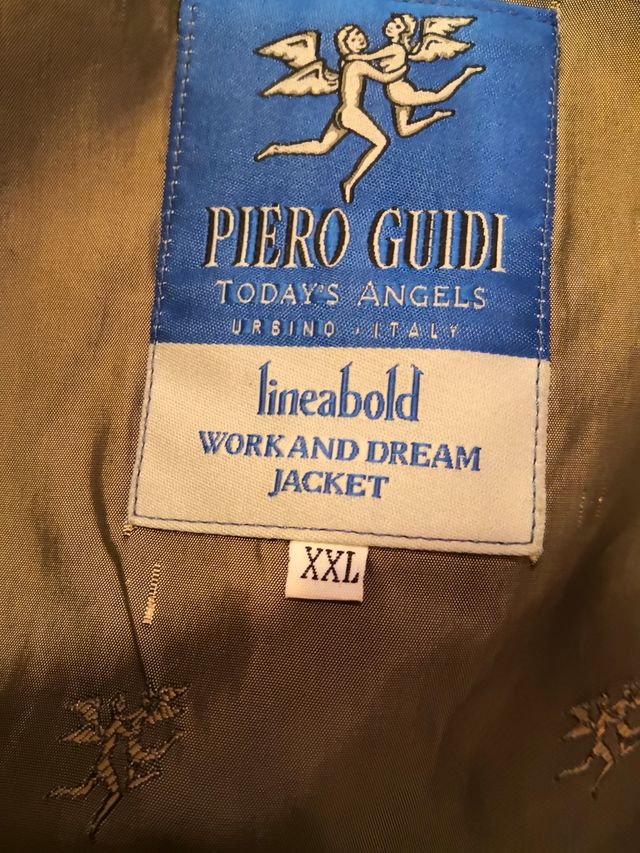 PIERO GUIDI
TODAY'S ANGELS
URBINO . ITALY
lineabold
WORK AND DREAM
JACKET
XXL